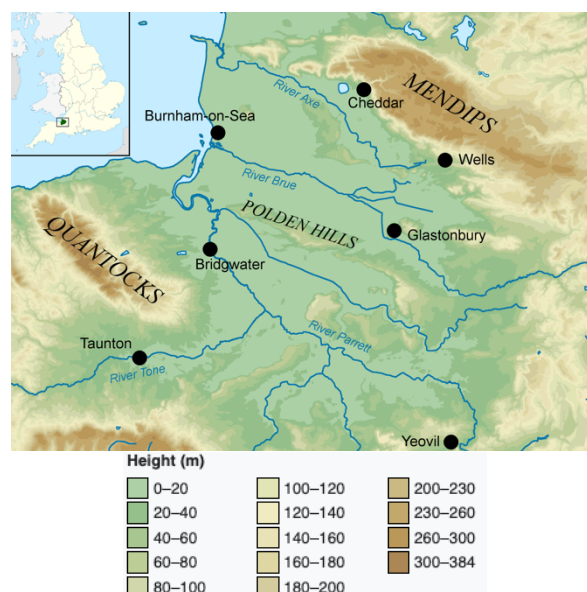 River Axe
Cheddar
MENDIPS
Burnham-on-Sea
Wells
River Brue
POLDEN HILLS
Glastonbury
QUANTOCKS
Bridgwater
River Parrett
Taunton
River Tone
Yeovil
Height (m)
0–20
20–40
40–60
60–80
80–100
100–120
120–140
140–160
160–180
180–200
200–230
230–260
260–300
300–384